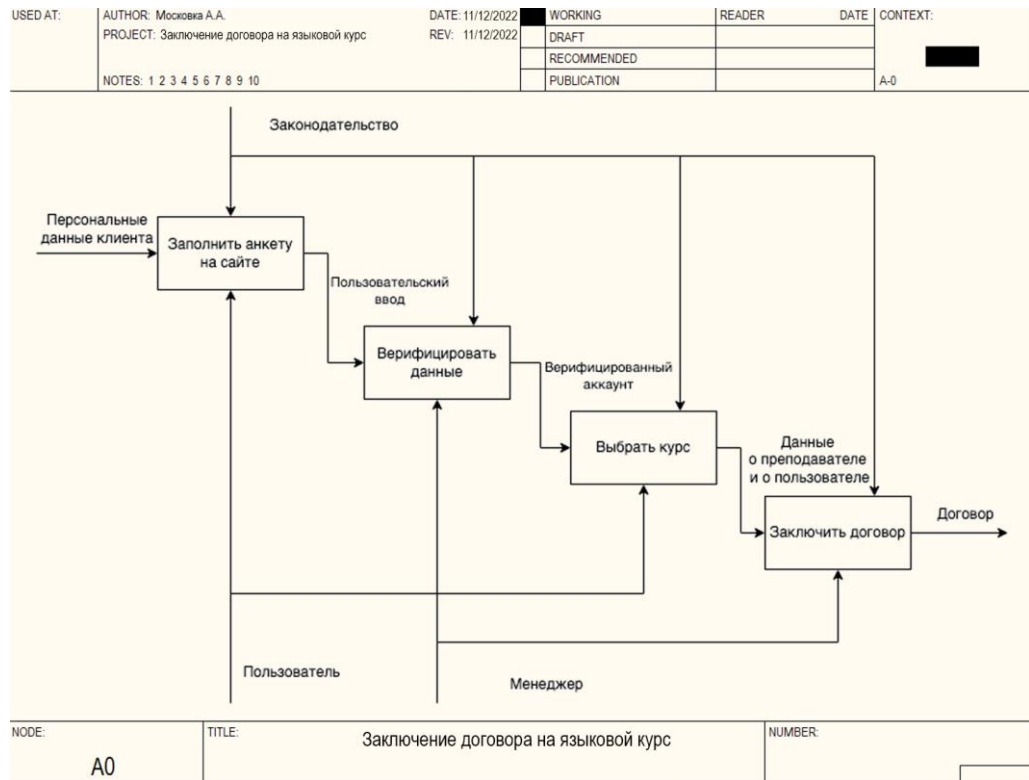 USED AT:
AUTHOR: Московка А.А.
DATE: 11/12/2022
WORKING
READER
DATE
CONTEXT:
PROJECT: Заключение договора на языковой курс
REV: 11/12/2022
DRAFT
RECOMMENDED
NOTES: 1 2 3 4 5 6 7 8 9 10
PUBLICATION
A-0
Законодательство
Персональные
данные клиента
Заполнить анкету
на сайте
Пользовательский
ввод
Верифицировать
данные
Верифицированный
аккаунт
Выбрать курс
Данные
о преподавателе
и о пользователе
Заключить договор
Договор
Пользователь
Менеджер
NODE:
TITLE:
Заключение договора на языковой курс
NUMBER:
A0